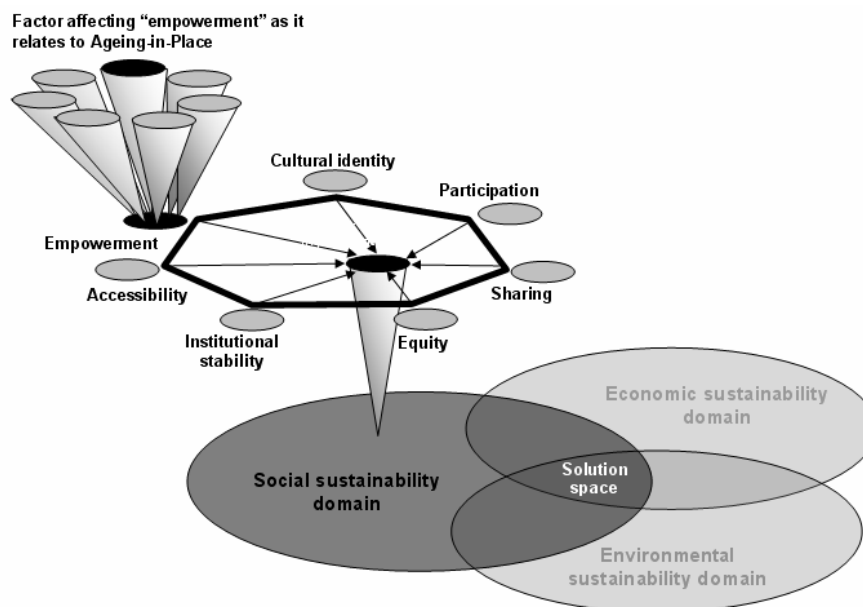 Factor affecting “empowerment” as it
relates to Ageing-in-Place
Cultural identity
Participation
Empowerment
Accessibility
Sharing
Institutional
stability
Equity
Economic sustainability
domain
Social sustainability
domain
Solution
space
Environmental
sustainability domain